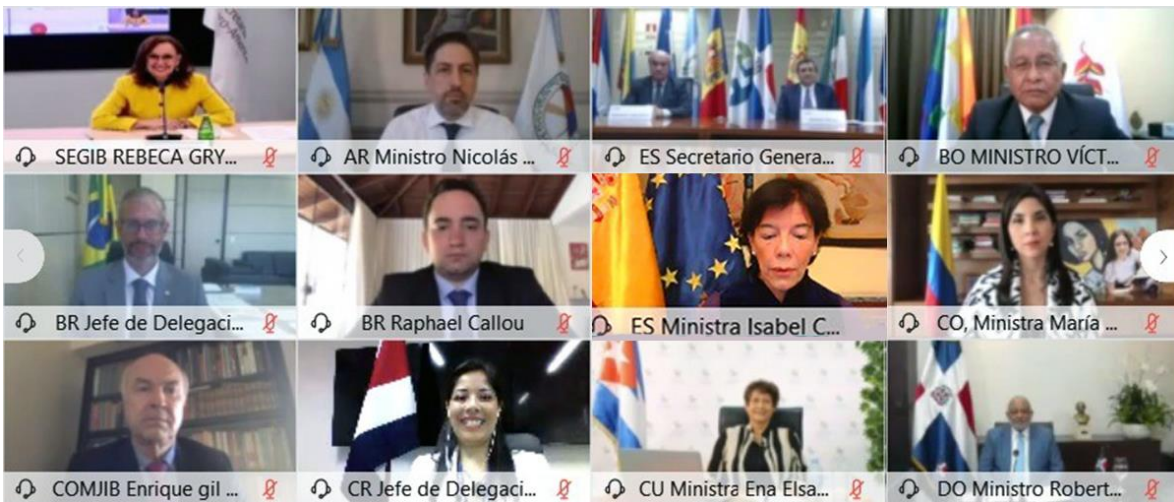 SEGIB REBECA GRY...
AR Ministro Nicolás ...
ES Secretario Genera...
BO MINISTRO VÍCT...
BR Jefe de Delegaci...
BR Raphael Callou
ES Ministra Isabel C...
CO, Ministra María ...
COMJIB Enrique gil ...
CR Jefe de Delegaci...
CU Ministra Ena Elsa...
DO Ministro Robert...